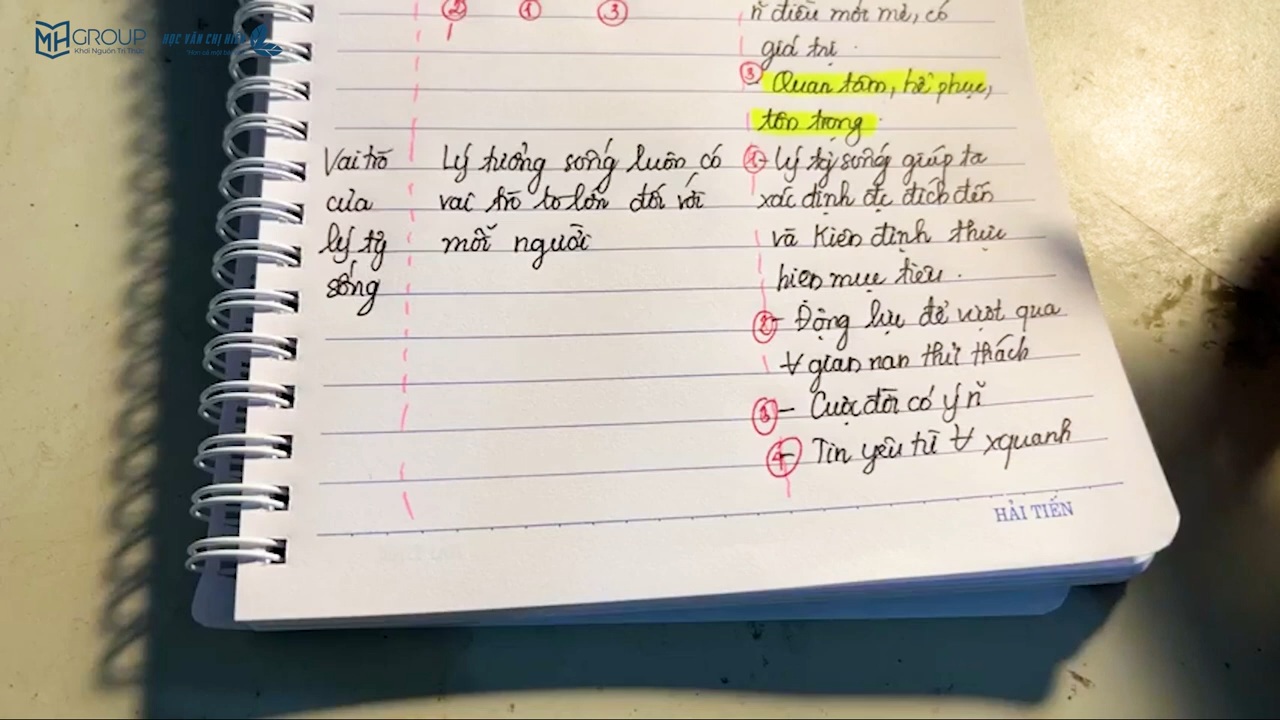 MH GROUP
Khơi Nguồn Tri Thức
HỌC VĂN CHỊ HIÊN
② ① ③
ñ điều mới mẻ, có
giá trị.
③ - Quan tâm, hề phục,
tôn trọng.
Vai trò
của
lý tg
sống
Lý tưởng sống luôn có
vai trò to lớn đối với
mỗi người
① - Lý tg sống giúp ta
xác định đc đích đến
và kiên định thực
hiện mục tiêu.
② - Động lực để vượt qua
∀ gian nan thử thách
③ - Cuộc đời có ý ñ
④ - Tin yêu từ ∀ xquanh
HẢI TIẾN